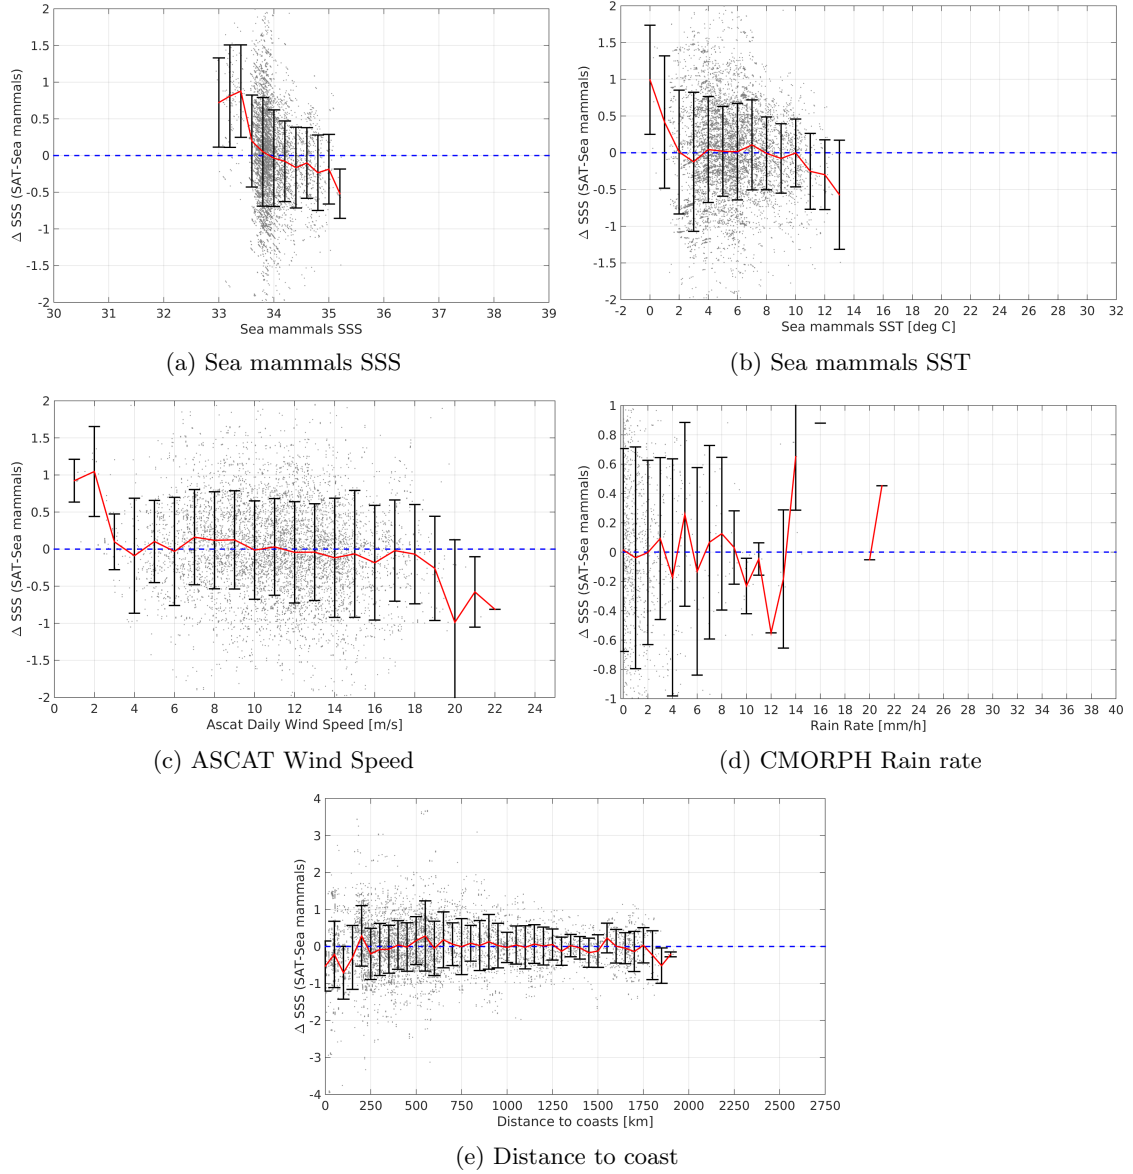 2
1.5
1
0.5
0
-0.5
-1
-1.5
-2
Δ SSS (SAT-Sea mammals)
30 31 32 33 34 35 36 37 38 39
Sea mammals SSS
(a) Sea mammals SSS
2
1.5
1
0.5
0
-0.5
-1
-1.5
-2
Δ SSS (SAT-Sea mammals)
-2 0 2 4 6 8 10 12 14 16 18 20 22 24 26 28 30 32
Sea mammals SST [deg C]
(b) Sea mammals SST
2
1.5
1
0.5
0
-0.5
-1
-1.5
-2
Δ SSS (SAT-Sea mammals)
0 2 4 6 8 10 12 14 16 18 20 22 24
Ascat Daily Wind Speed [m/s]
(c) ASCAT Wind Speed
1
0.8
0.6
0.4
0.2
0
-0.2
-0.4
-0.6
-0.8
-1
Δ SSS (SAT-Sea mammals)
0 2 4 6 8 10 12 14 16 18 20 22 24 26 28 30 32 34 36 38 40
Rain Rate [mm/h]
(d) CMORPH Rain rate
4
3
2
1
0
-1
-2
-3
-4
Δ SSS (SAT-Sea mammals)
0 250 500 750 1000 1250 1500 1750 2000 2250 2500 2750
Distance to coasts [km]
(e) Distance to coast